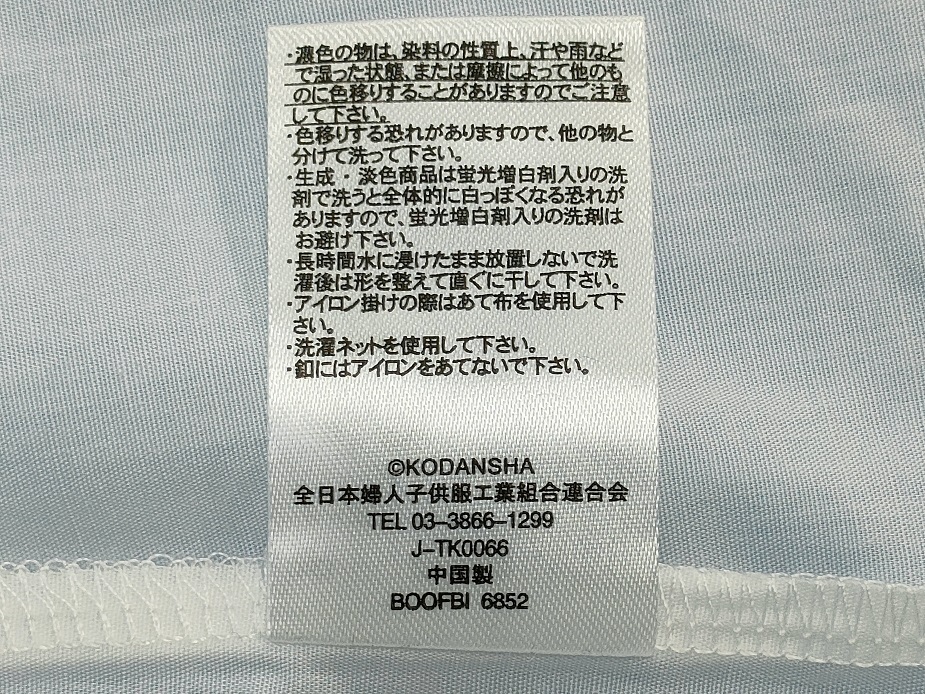 ・濃色の物は、染料の性質上、汗や雨など
で湿った状態、または摩擦によって他のも
のに色移りすることがありますのでご注意
して下さい。
・色移りする恐れがありますので、他の物と
分けて洗って下さい。
・生成・淡色商品は蛍光増白剤入りの洗
剤で洗うと全体的に白っぽくなる恐れが
ありますので、蛍光増白剤入りの洗剤は
お避け下さい。
・長時間水に浸けたまま放置しないで洗
濯後は形を整えて直ぐに干して下さい。
・アイロン掛けの際はあて布を使用して下
さい。
・洗濯ネットを使用して下さい。
・釦にはアイロンをあてないで下さい。
©KODANSHA
全日本婦人子供服工業組合連合会
TEL 03-3866-1299
J-TK0066
中国製
BOOFBI 6852